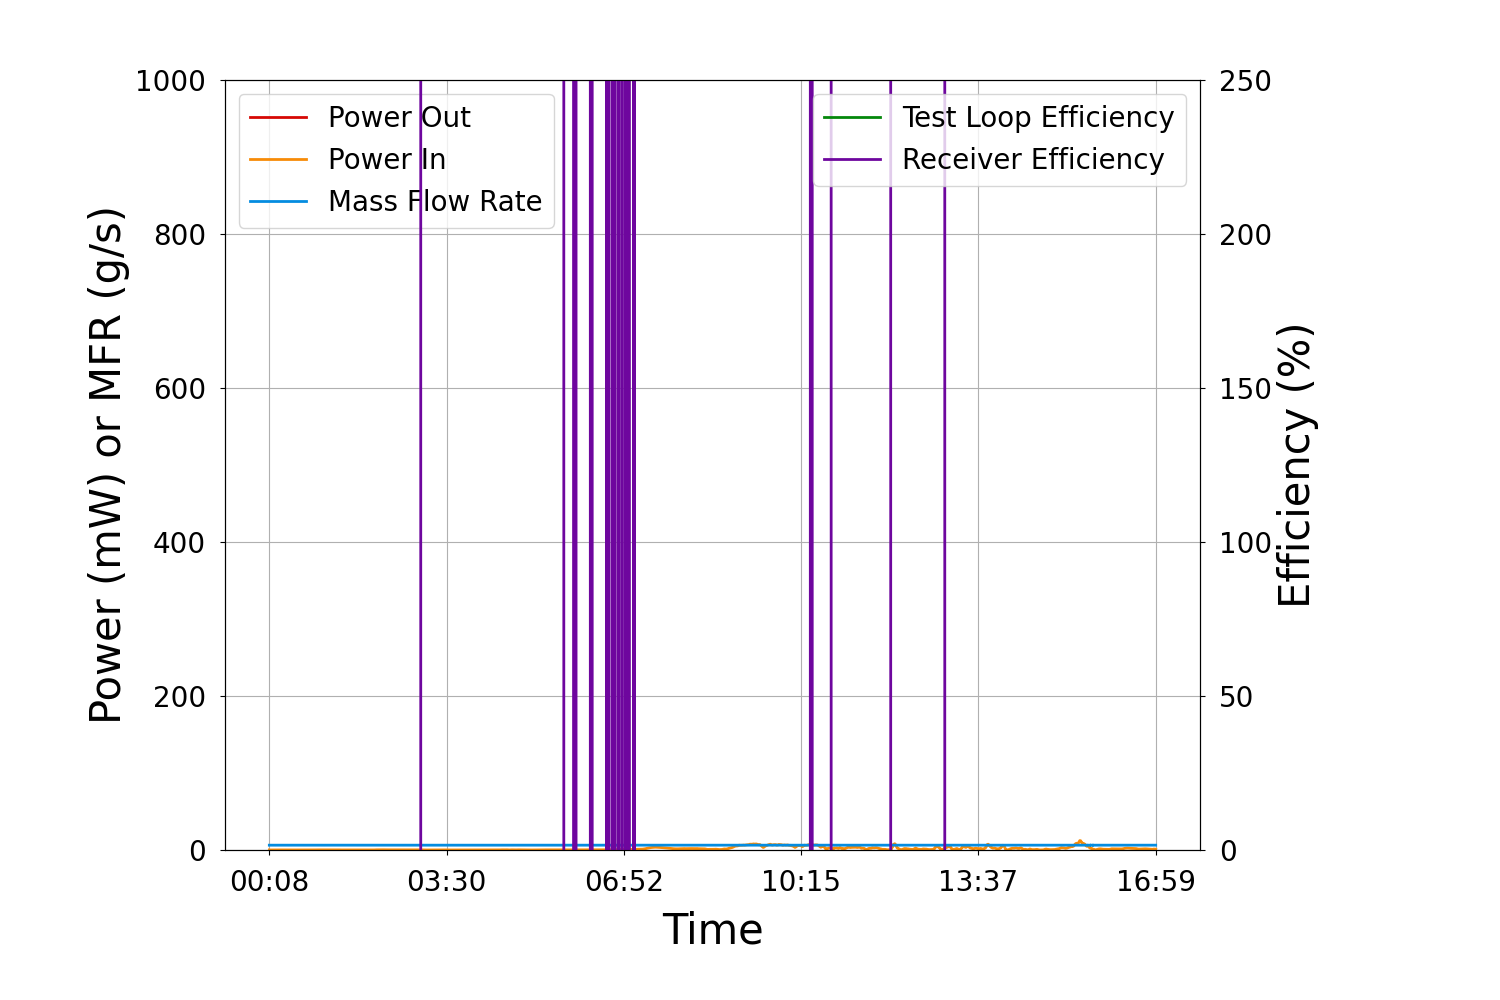 1000
800
600
400
200
0
Power (mW) or MFR (g/s)
Power Out
Power In
Mass Flow Rate
Test Loop Efficiency
Receiver Efficiency
250
200
150
100
50
0
Efficiency (%)
00:08 03:30 06:52 10:15 13:37 16:59
Time